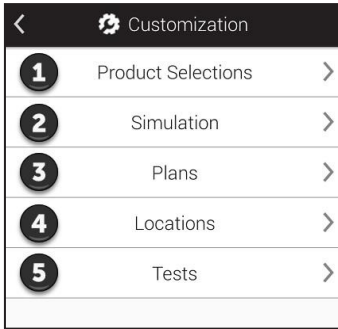 Customization
1 Product Selections
2 Simulation
3 Plans
4 Locations
5 Tests